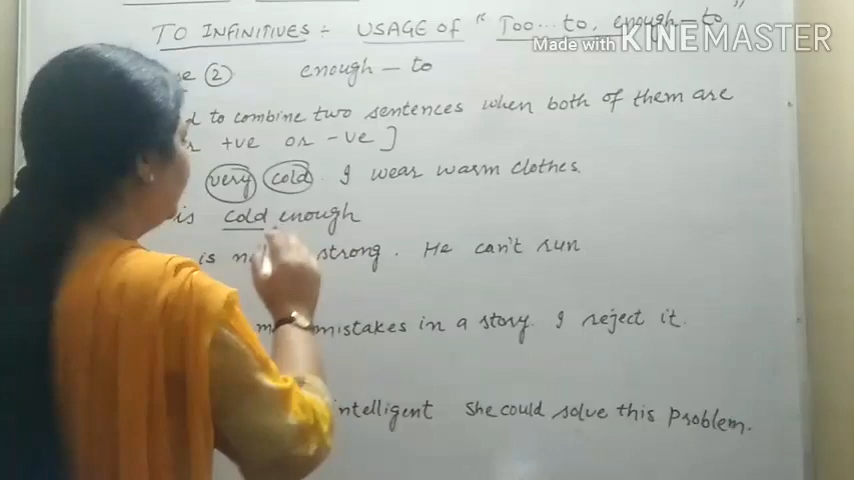 TO INFINITIVES ÷ USAGE OF " Too... to, enough - to "
Made with KINEMASTER
② enough - to
to combine two sentences when both of them are
+ve or -ve ]
very cold. I wear warm clothes.
is cold enough
is strong. He can't run
mistakes in a story. I reject it.
intelligent she could solve this problem.